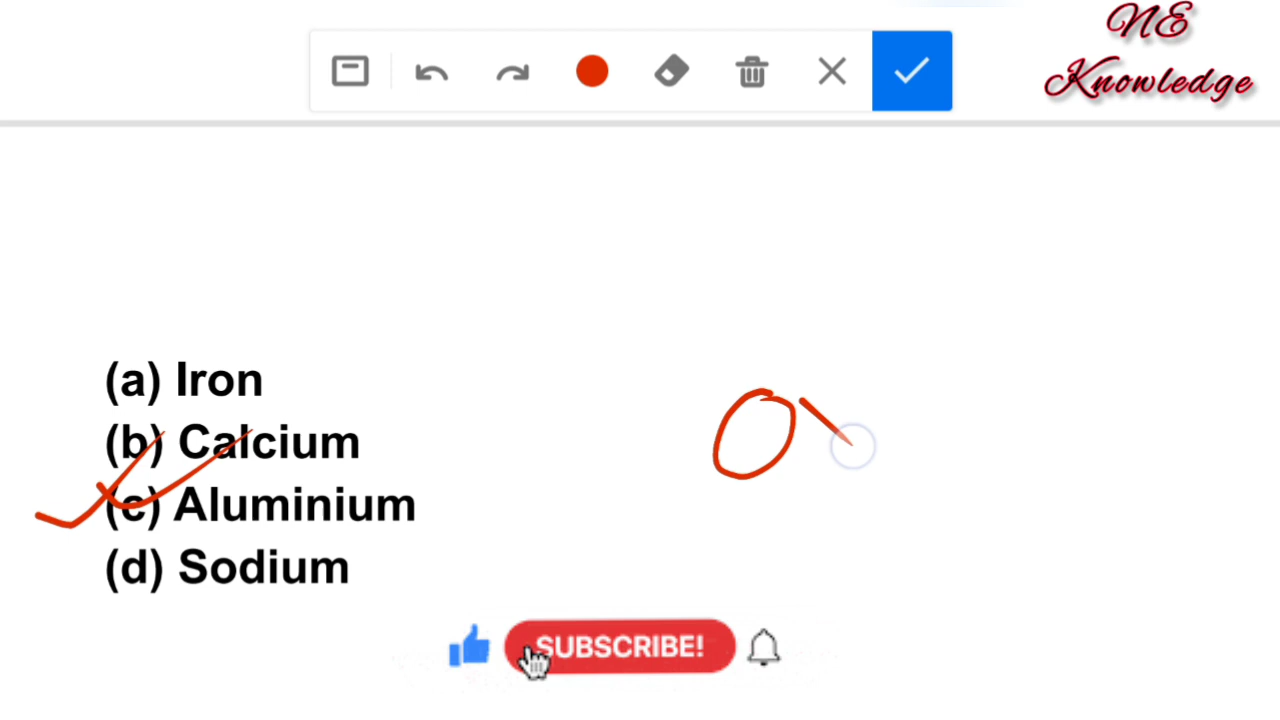 NE
Knowledge
(a) Iron
(b) Calcium
(c) Aluminium
(d) Sodium
SUBSCRIBE!